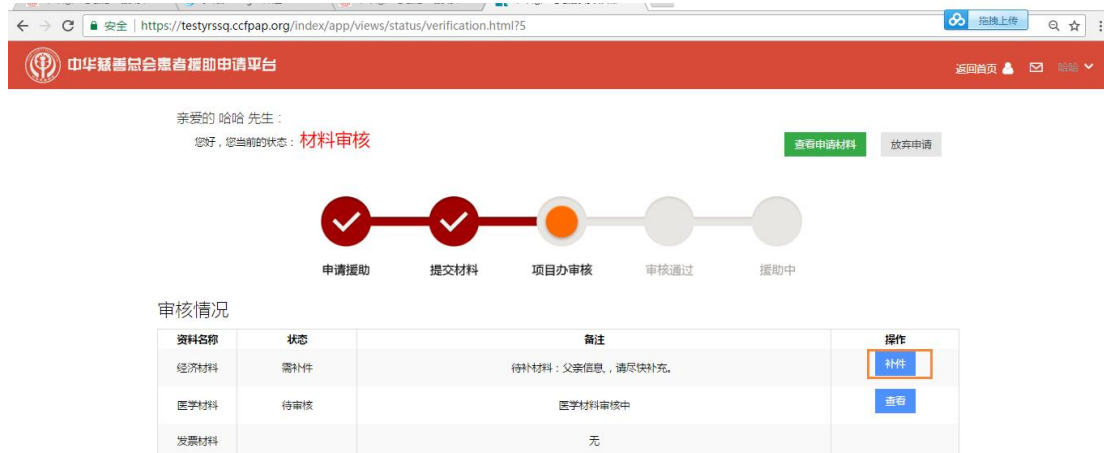 安全 | https://testyrssq.ccfpap.org/index/app/views/status/verification.html?5
拖拽上传
中华慈善总会患者援助申请平台
返回首页 哈哈
亲爱的 哈哈 先生：
您好，您当前的状态：材料审核
查看申请材料 放弃申请
申请援助 提交材料 项目办审核 审核通过 援助中
审核情况
资料名称 状态 备注 操作
经济材料 需补件 待补材料：父亲信息，，请尽快补充。 补件
医学材料 待审核 医学材料审核中 查看
发票材料 无